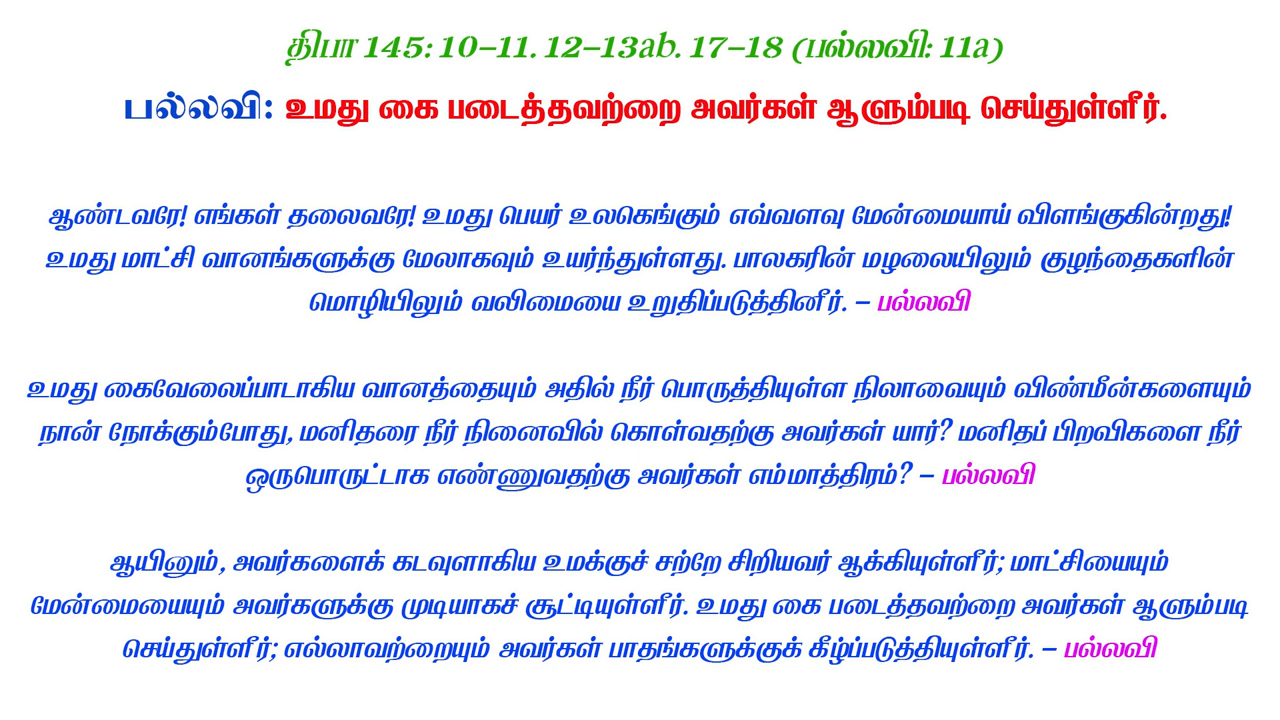 திபா 145: 10-11. 12-13ab. 17-18 (பல்லவி: 11a)
பல்லவி: உமது கை படைத்தவற்றை அவர்கள் ஆளும்படி செய்துள்ளீர்.
ஆண்டவரே! எங்கள் தலைவரே! உமது பெயர் உலகெங்கும் எவ்வளவு மேன்மையாய் விளங்குகின்றது!
உமது மாட்சி வானங்களுக்கு மேலாகவும் உயர்ந்துள்ளது. பாலகரின் மழலையிலும் குழந்தைகளின்
மொழியிலும் வலிமையை உறுதிப்படுத்தினீர். – பல்லவி
உமது கைவேலைப்பாடாகிய வானத்தையும் அதில் நீர் பொருத்தியுள்ள நிலாவையும் விண்மீன்களையும்
நான் நோக்கும்போது, மனிதரை நீர் நினைவில் கொள்வதற்கு அவர்கள் யார்? மனிதப் பிறவிகளை நீர்
ஒருபொருட்டாக எண்ணுவதற்கு அவர்கள் எம்மாத்திரம்? – பல்லவி
ஆயினும், அவர்களைக் கடவுளாகிய உமக்குச் சற்றே சிறியவர் ஆக்கியுள்ளீர்; மாட்சியையும்
மேன்மையையும் அவர்களுக்கு முடியாகச் சூட்டியுள்ளீர். உமது கை படைத்தவற்றை அவர்கள் ஆளும்படி
செய்துள்ளீர்; எல்லாவற்றையும் அவர்கள் பாதங்களுக்குக் கீழ்ப்படுத்தியுள்ளீர். – பல்லவி